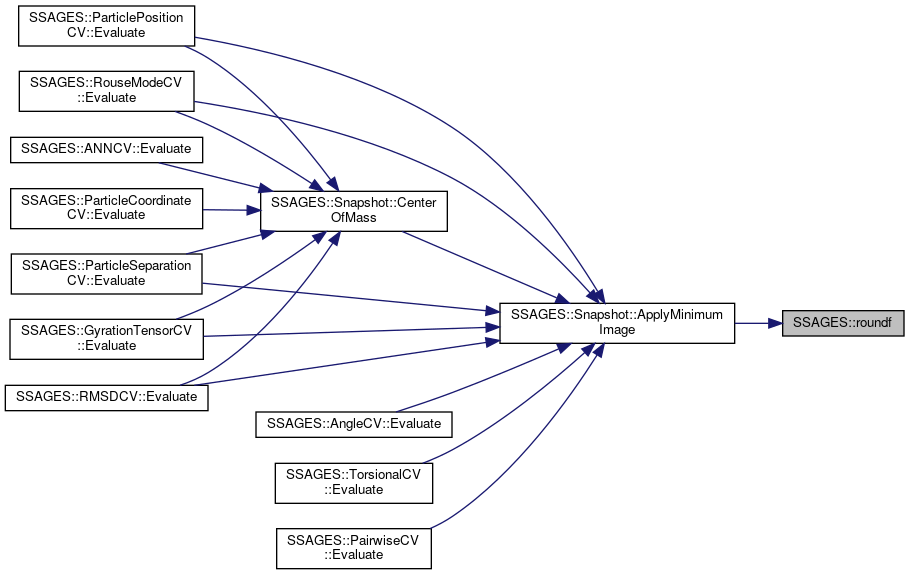 SSAGES::ParticlePosition
CV::Evaluate
SSAGES::RouseModeCV
::Evaluate
SSAGES::ANNCV::Evaluate
SSAGES::ParticleCoordinate
CV::Evaluate
SSAGES::ParticleSeparation
CV::Evaluate
SSAGES::GyrationTensorCV
::Evaluate
SSAGES::RMSDCV::Evaluate
SSAGES::Snapshot::Center
OfMass
SSAGES::AngleCV::Evaluate
SSAGES::TorsionalCV
::Evaluate
SSAGES::PairwiseCV
::Evaluate
SSAGES::Snapshot::ApplyMinimum
Image
SSAGES::roundf